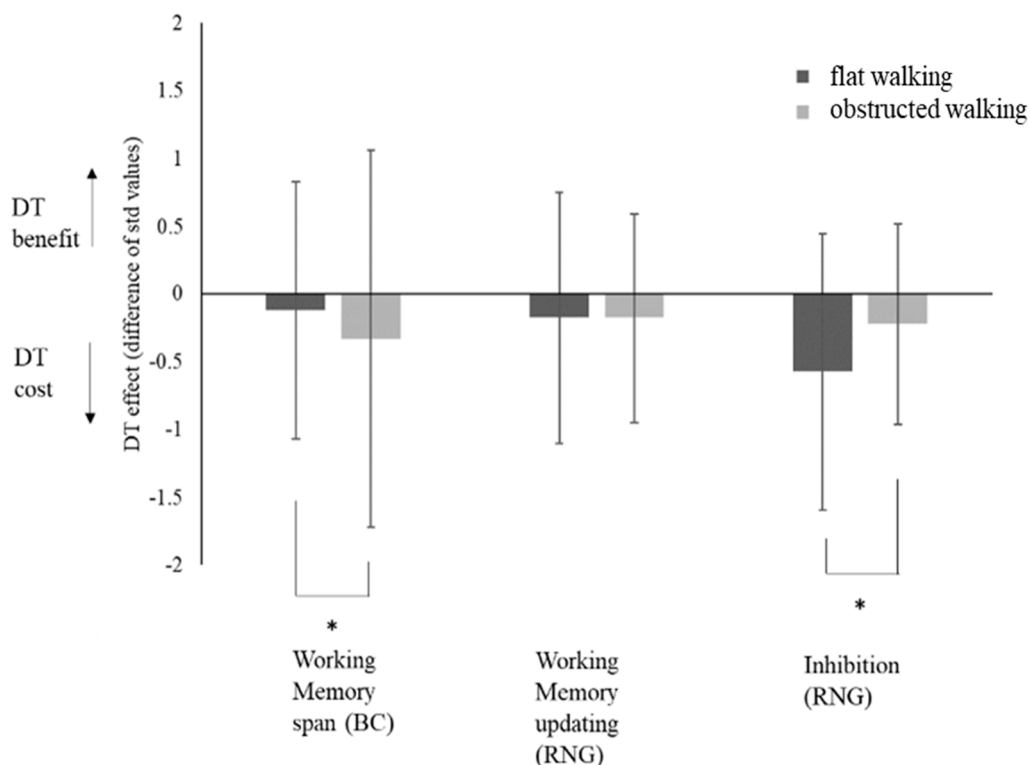 2
1.5
1
0.5
0
-0.5
-1
-1.5
-2
DT effect (difference of std values)
DT
benefit
DT
cost
flat walking
obstructed walking
*
*
Working
Memory
span (BC)
Working
Memory
updating
(RNG)
Inhibition
(RNG)